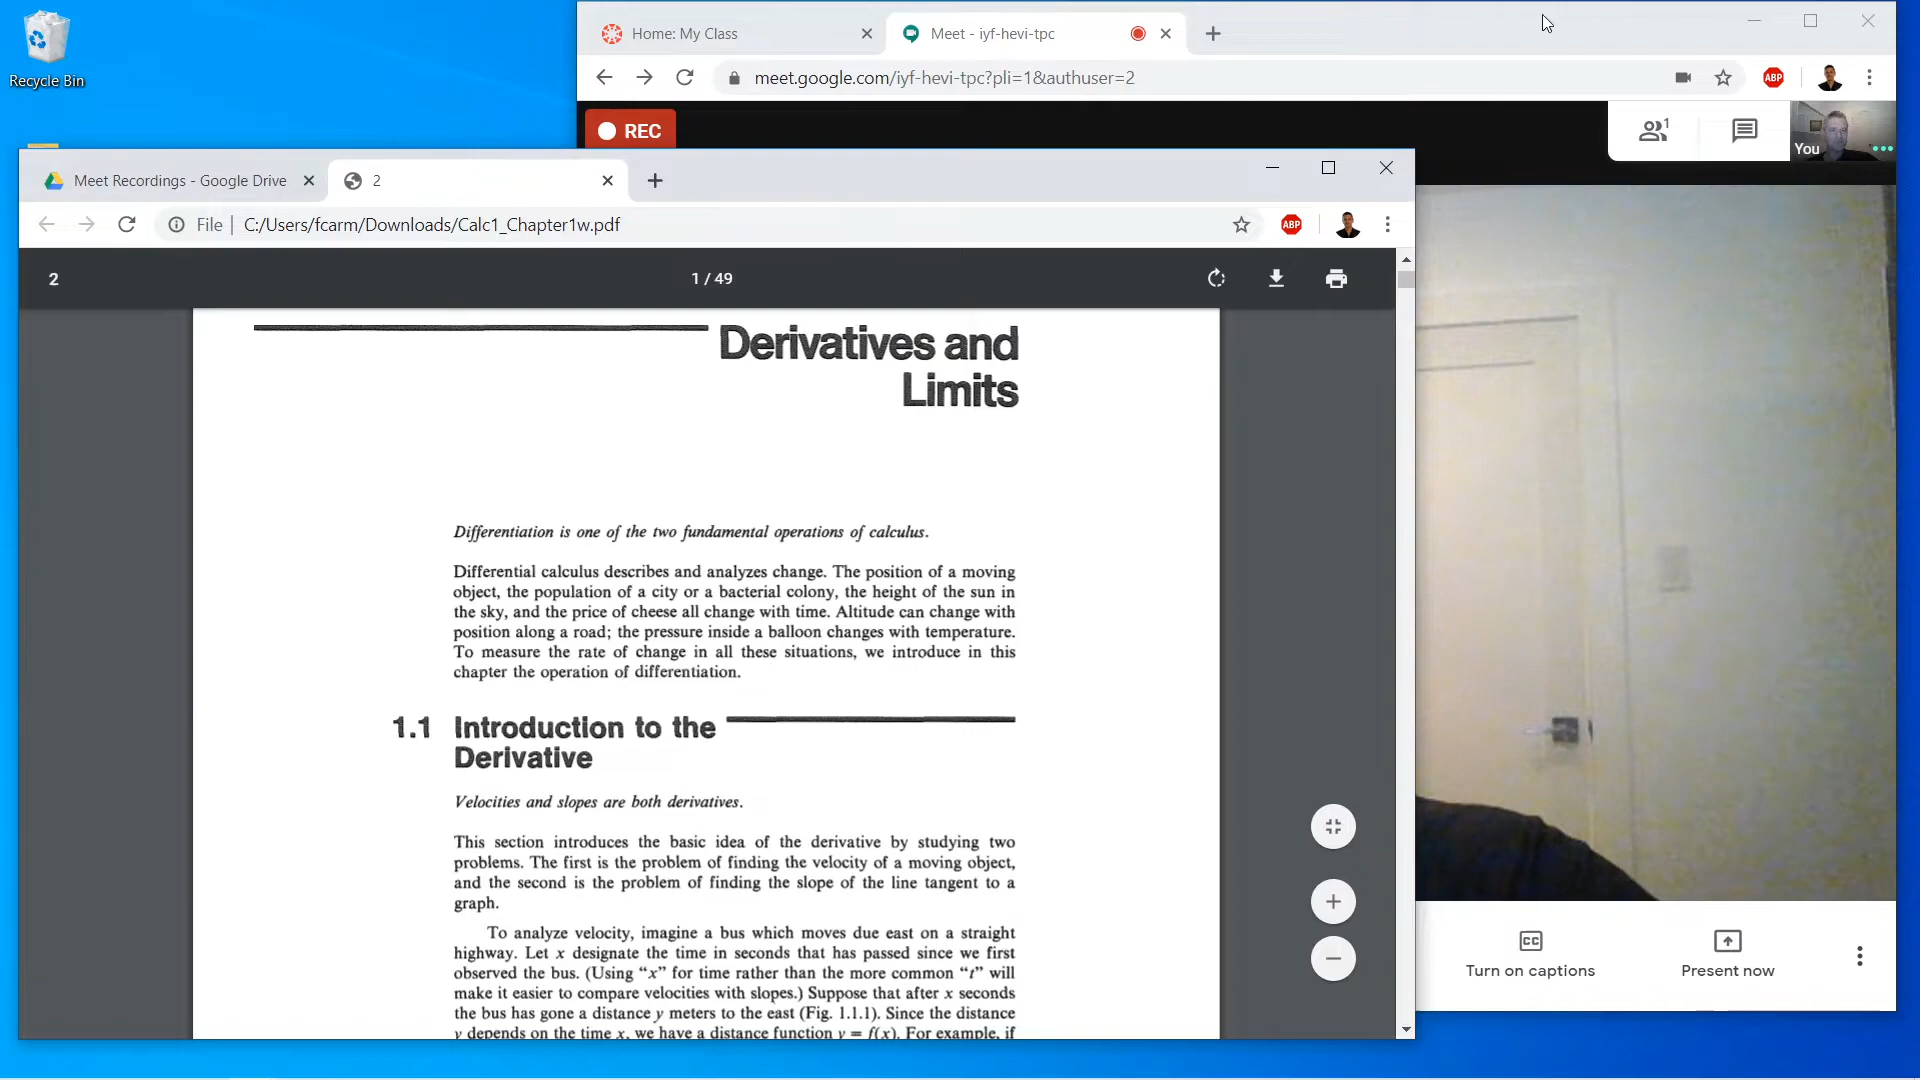 Recycle Bin
Home: My Class
Meet - iyf-hevi-tpc
meet.google.com/iyf-hevi-tpc?pli=1&authuser=2
ABP
REC
1
You
Meet Recordings - Google Drive
2
File
C:/Users/fcarm/Downloads/Calc1_Chapter1w.pdf
ABP
2
1 / 49
Derivatives and
Limits
Differentiation is one of the two fundamental operations of calculus.
Differential calculus describes and analyzes change. The position of a moving
object, the population of a city or a bacterial colony, the height of the sun in
the sky, and the price of cheese all change with time. Altitude can change with
position along a road; the pressure inside a balloon changes with temperature.
To measure the rate of change in all these situations, we introduce in this
chapter the operation of differentiation.
1.1 Introduction to the
Derivative
Velocities and slopes are both derivatives.
This section introduces the basic idea of the derivative by studying two
problems. The first is the problem of finding the velocity of a moving object,
and the second is the problem of finding the slope of the line tangent to a
graph.
To analyze velocity, imagine a bus which moves due east on a straight
highway. Let x designate the time in seconds that has passed since we first
observed the bus. (Using “x” for time rather than the more common “t” will
make it easier to compare velocities with slopes.) Suppose that after x seconds
the bus has gone a distance y meters to the east (Fig. 1.1.1). Since the distance
y depends on the time x, we have a distance function y = f(x). For example, if
CC
Turn on captions
Present now